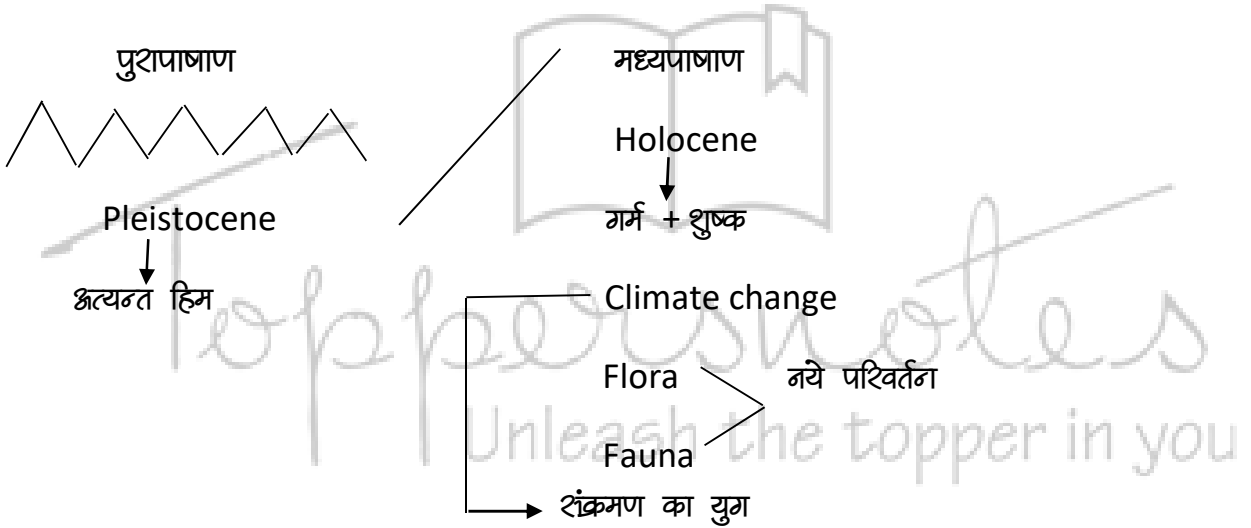 पुरापाषाण
मध्यपाषाण
Holocene
गर्म + शुष्क
Pleistocene
अत्यन्त हिम
Climate change
Flora
नये परिवर्तन
Fauna
संक्रमण का युग
Toppersnotes
Unleash the topper in you